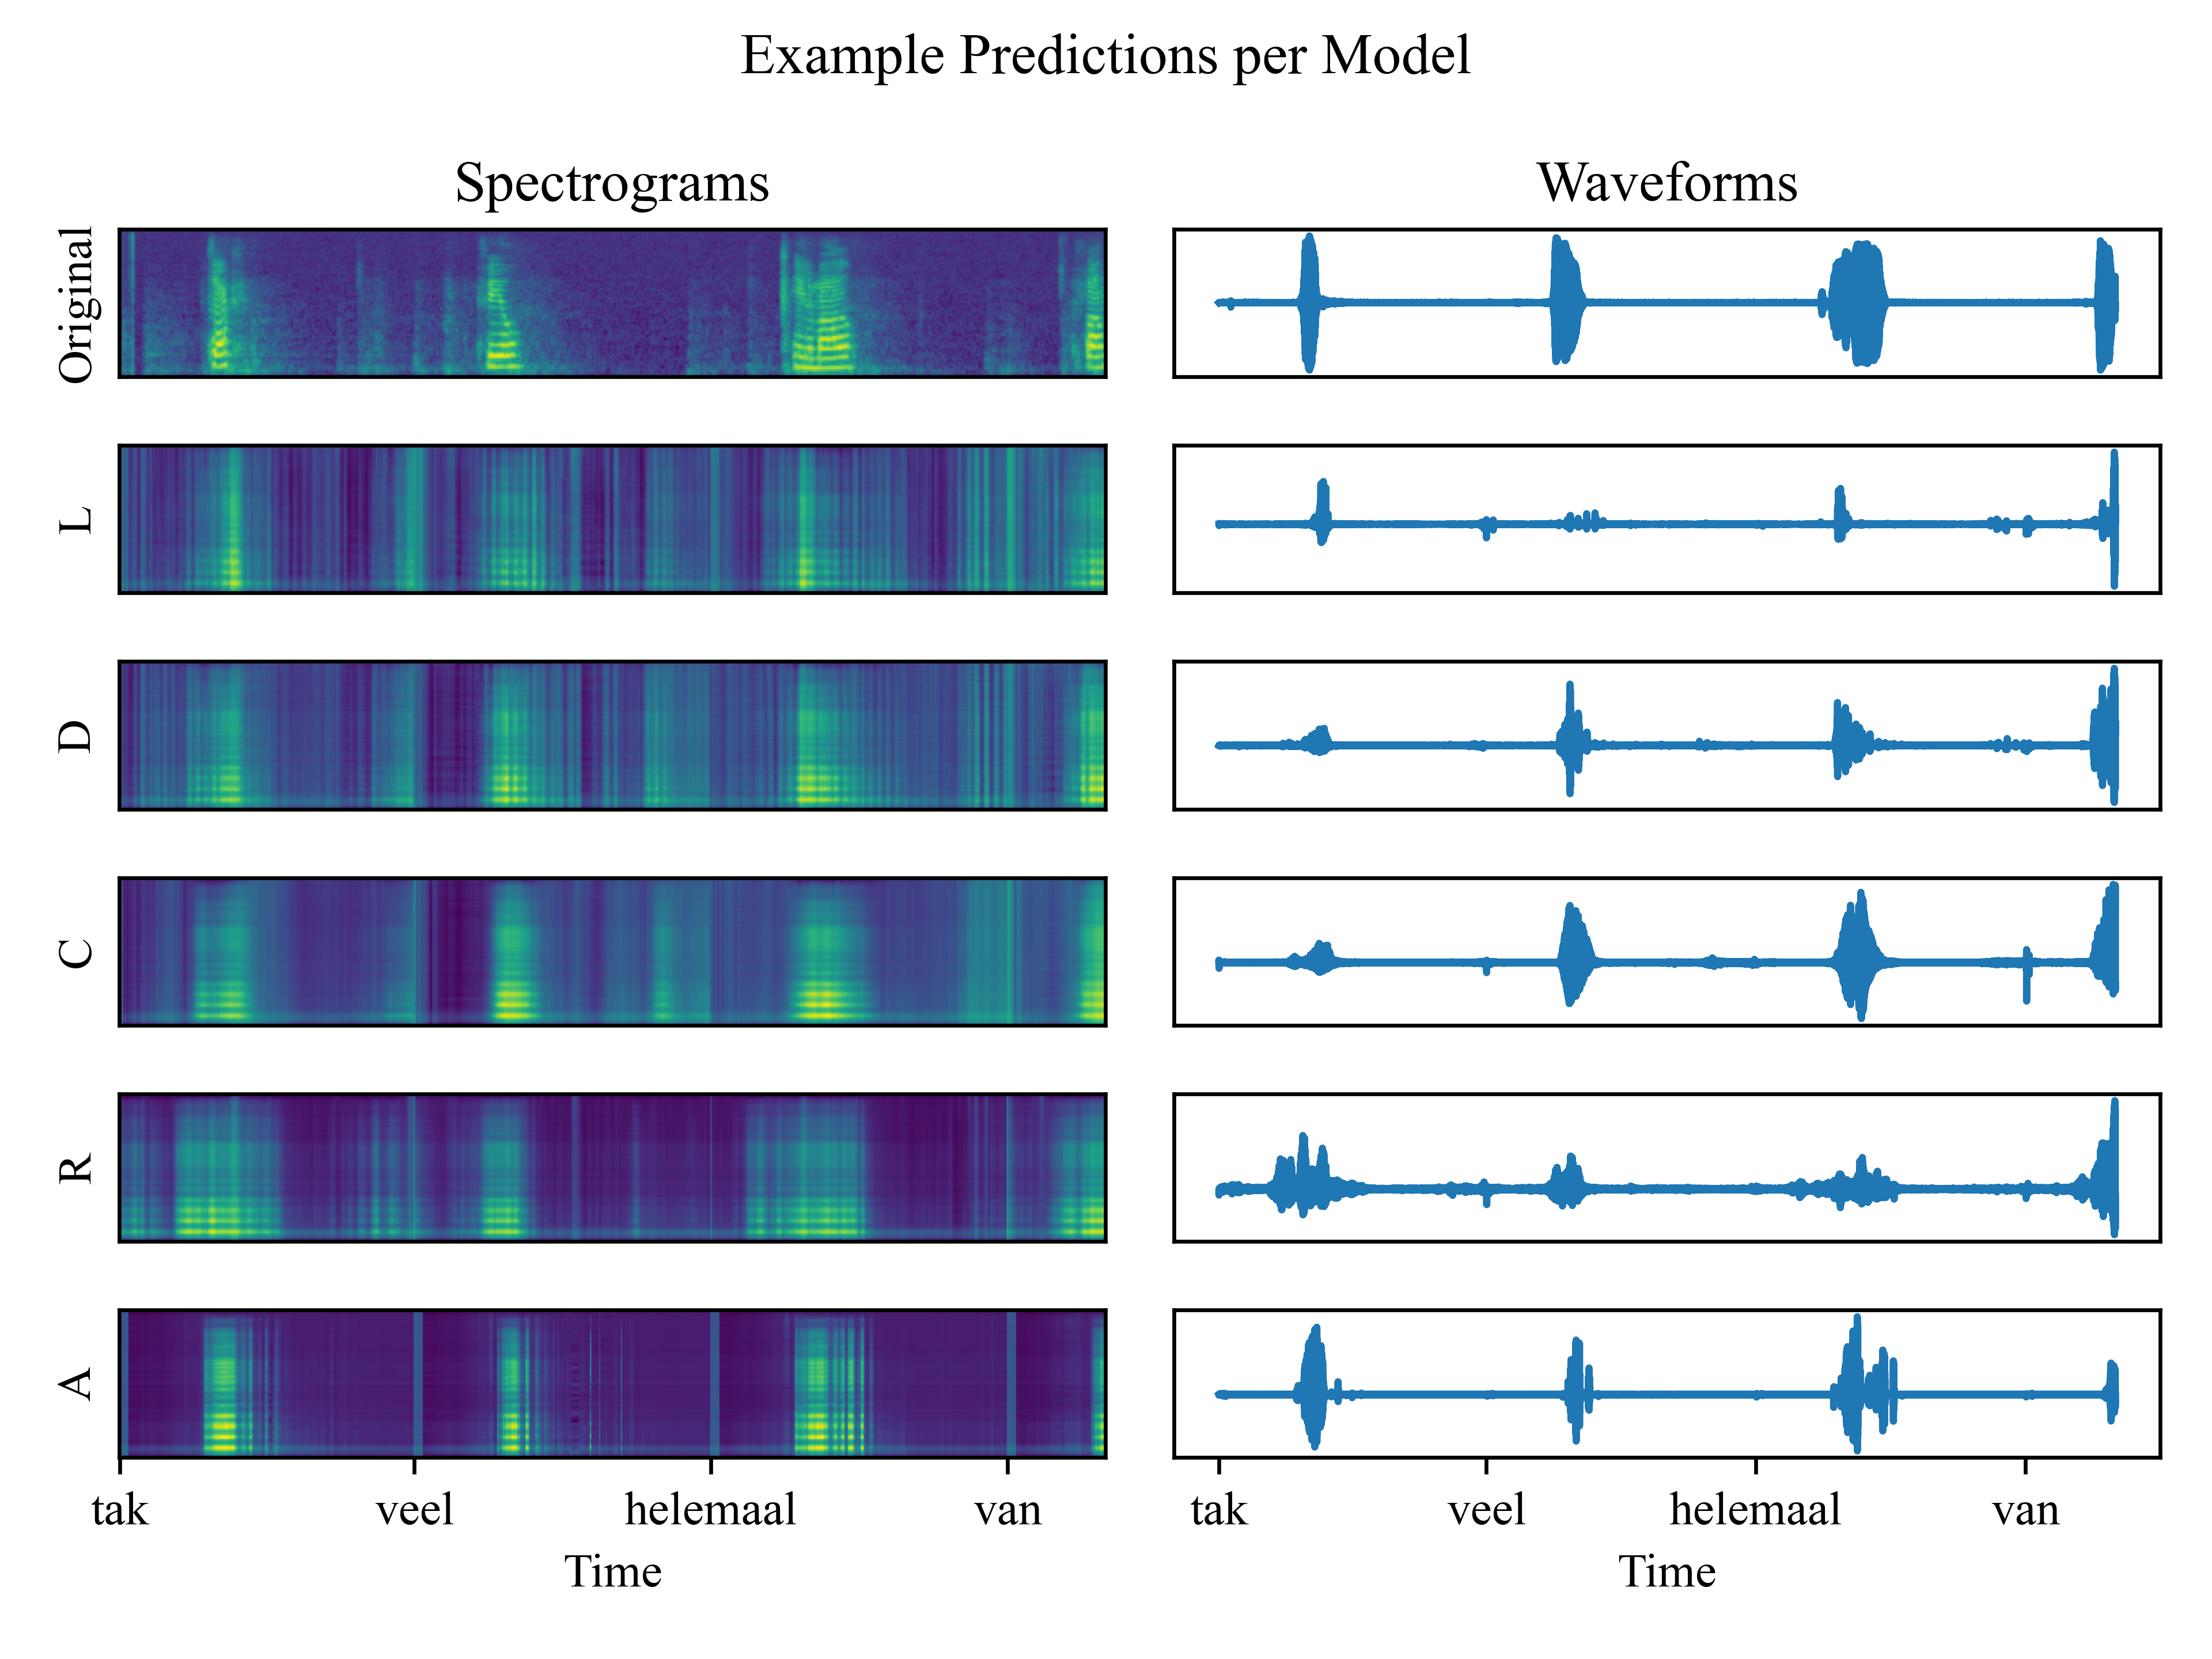 Example Predictions per Model
Spectrograms
Waveforms
Original
L
D
C
R
A
tak veel helemaal van
Time
tak veel helemaal van
Time